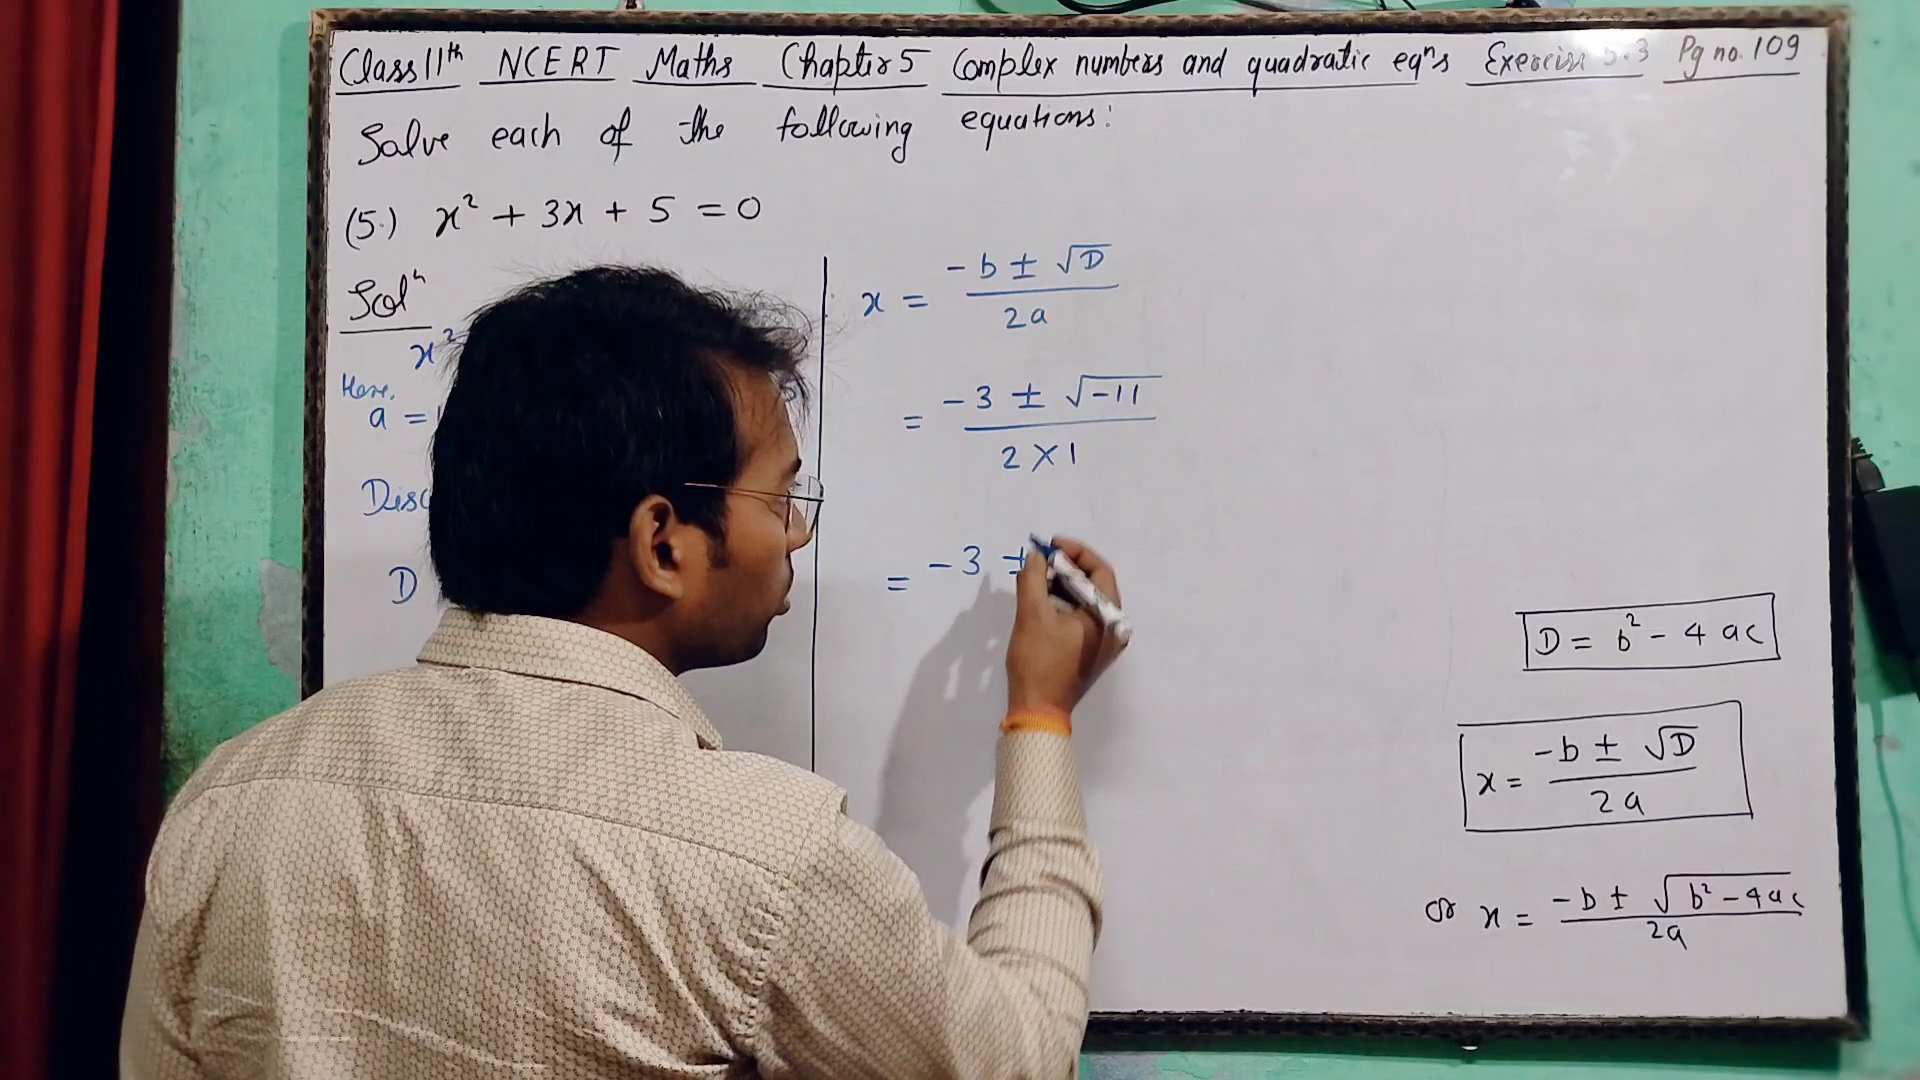 Class 11th NCERT Maths Chapter 5 Complex numbers and quadratic eqns Exercise 5.3 Pg no. 109
Solve each of the following equations:
(5.) x² + 3x + 5 = 0
Solⁿ
x²
Here,
a =
Disc
D
x = -b ± √D / 2a
= -3 ± √-11 / 2 × 1
= -3 ±
D = b² - 4 ac
x = -b ± √D / 2a
or x = -b ± √b² - 4ac / 2a